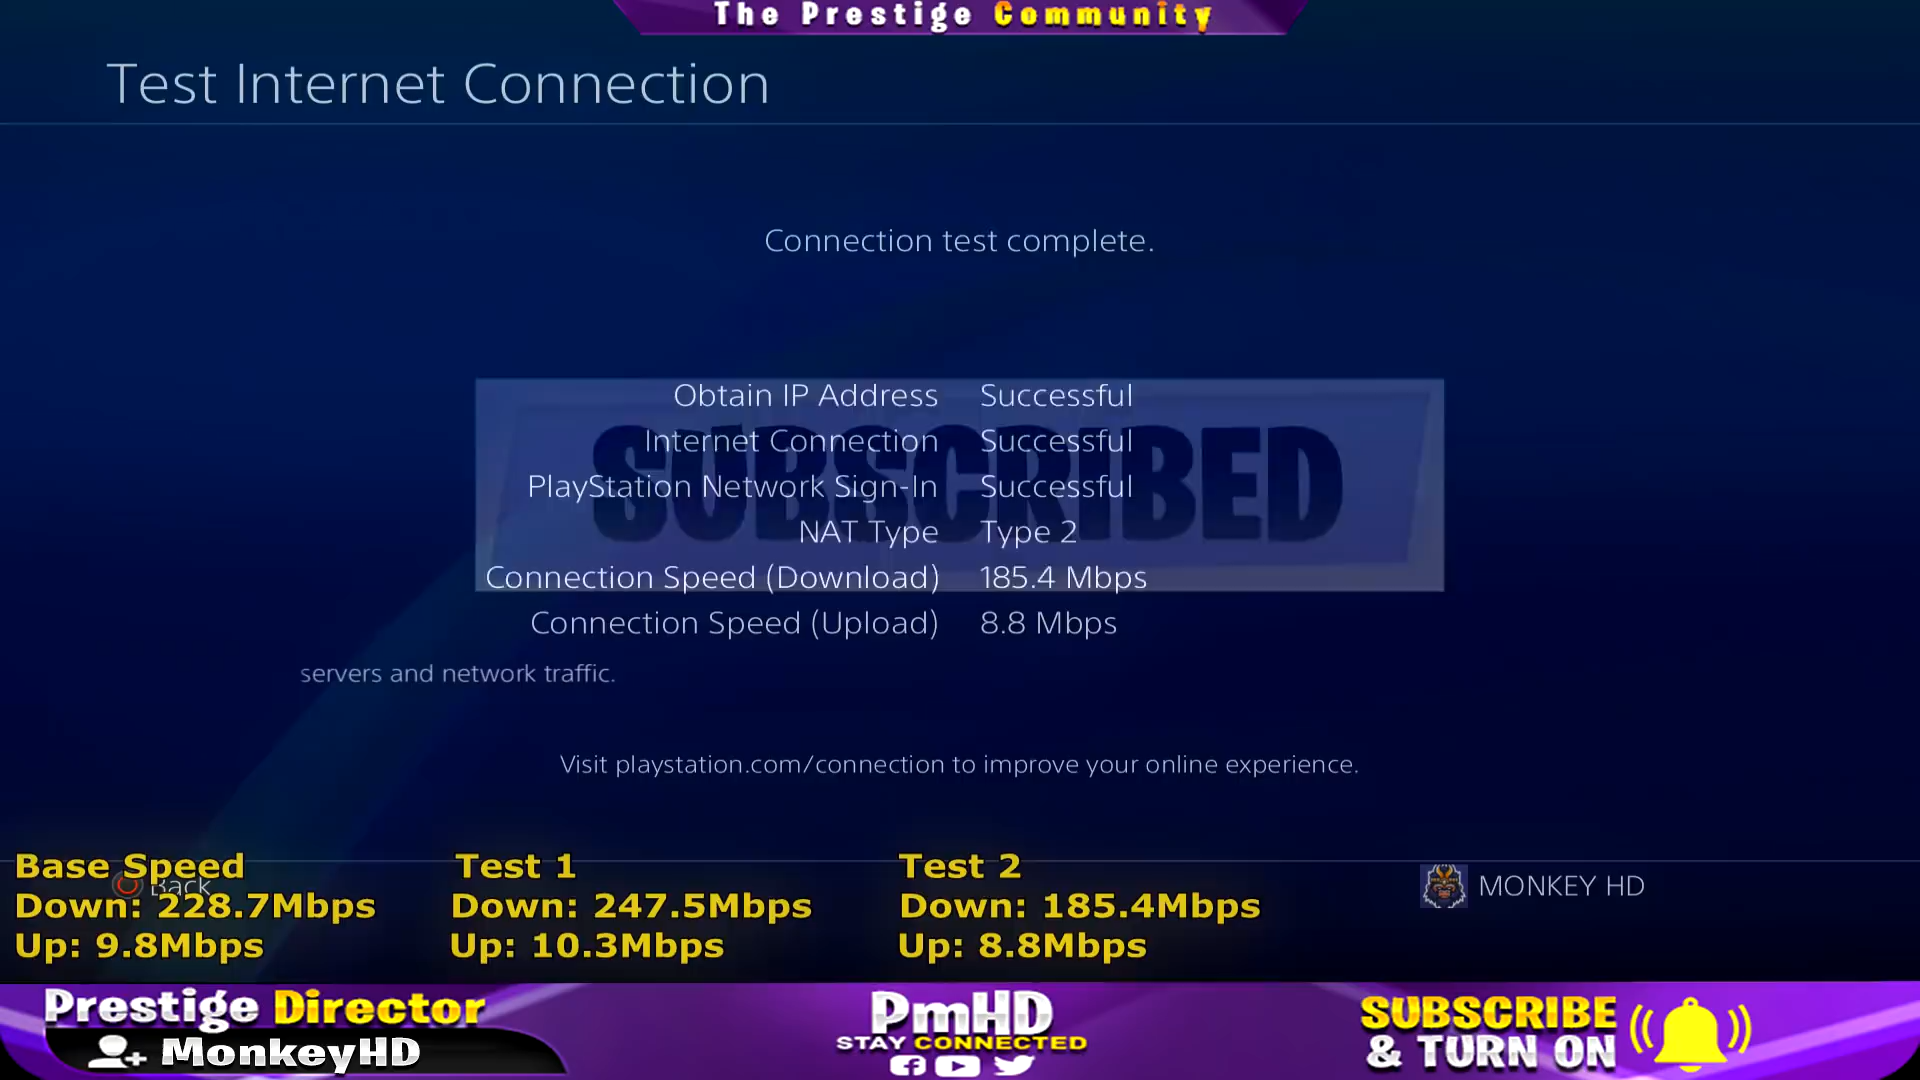 The Prestige Community
Test Internet Connection
Connection test complete.
Obtain IP Address Successful
Internet Connection Successful
SUBSCRIBED
PlayStation Network Sign-In Successful
NAT Type Type 2
Connection Speed (Download) 185.4 Mbps
Connection Speed (Upload) 8.8 Mbps
servers and network traffic.
Visit playstation.com/connection to improve your online experience.
Base Speed Test 1 Test 2
Back MONKEY HD
Down: 228.7Mbps Down: 247.5Mbps Down: 185.4Mbps
Up: 9.8Mbps Up: 10.3Mbps Up: 8.8Mbps
Prestige Director PmHD SUBSCRIBE
MonkeyHD STAY CONNECTED & TURN ON